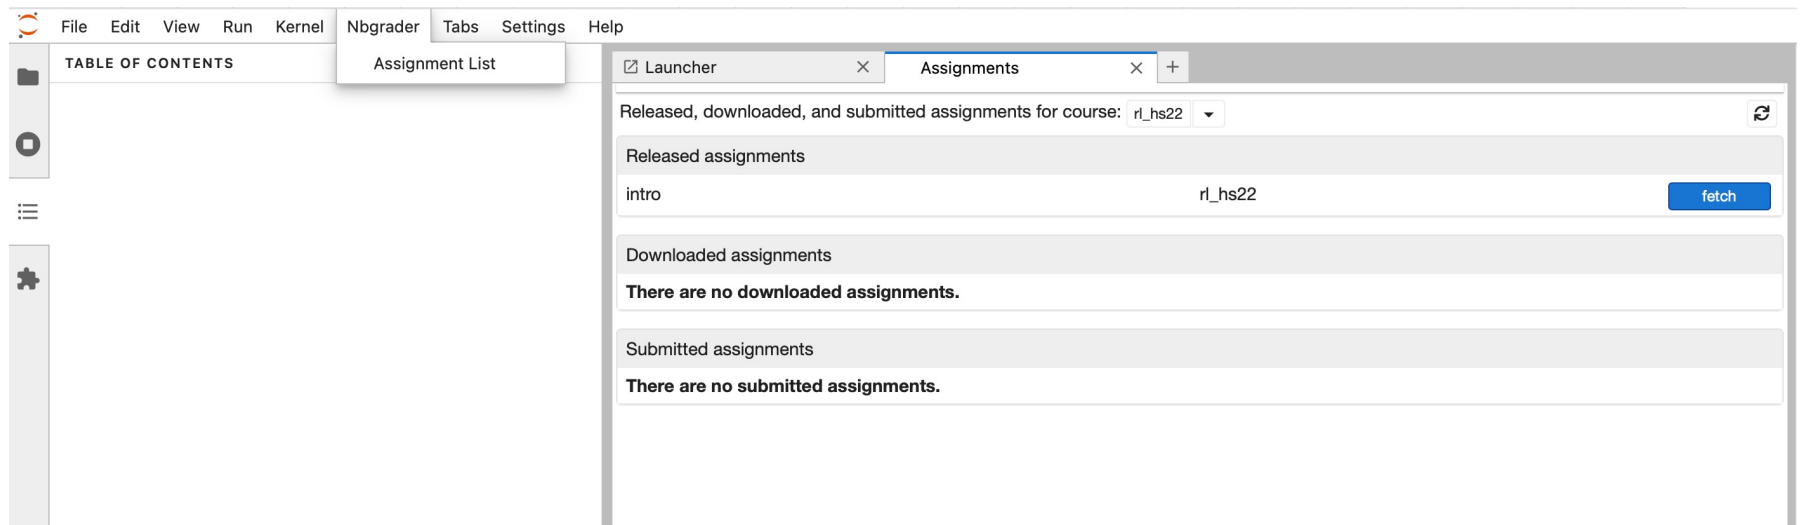 File Edit View Run Kernel Nbgrader Tabs Settings Help
Assignment List
TABLE OF CONTENTS
Launcher
Assignments
Released, downloaded, and submitted assignments for course: rl_hs22
Released assignments
intro rl_hs22 fetch
Downloaded assignments
There are no downloaded assignments.
Submitted assignments
There are no submitted assignments.